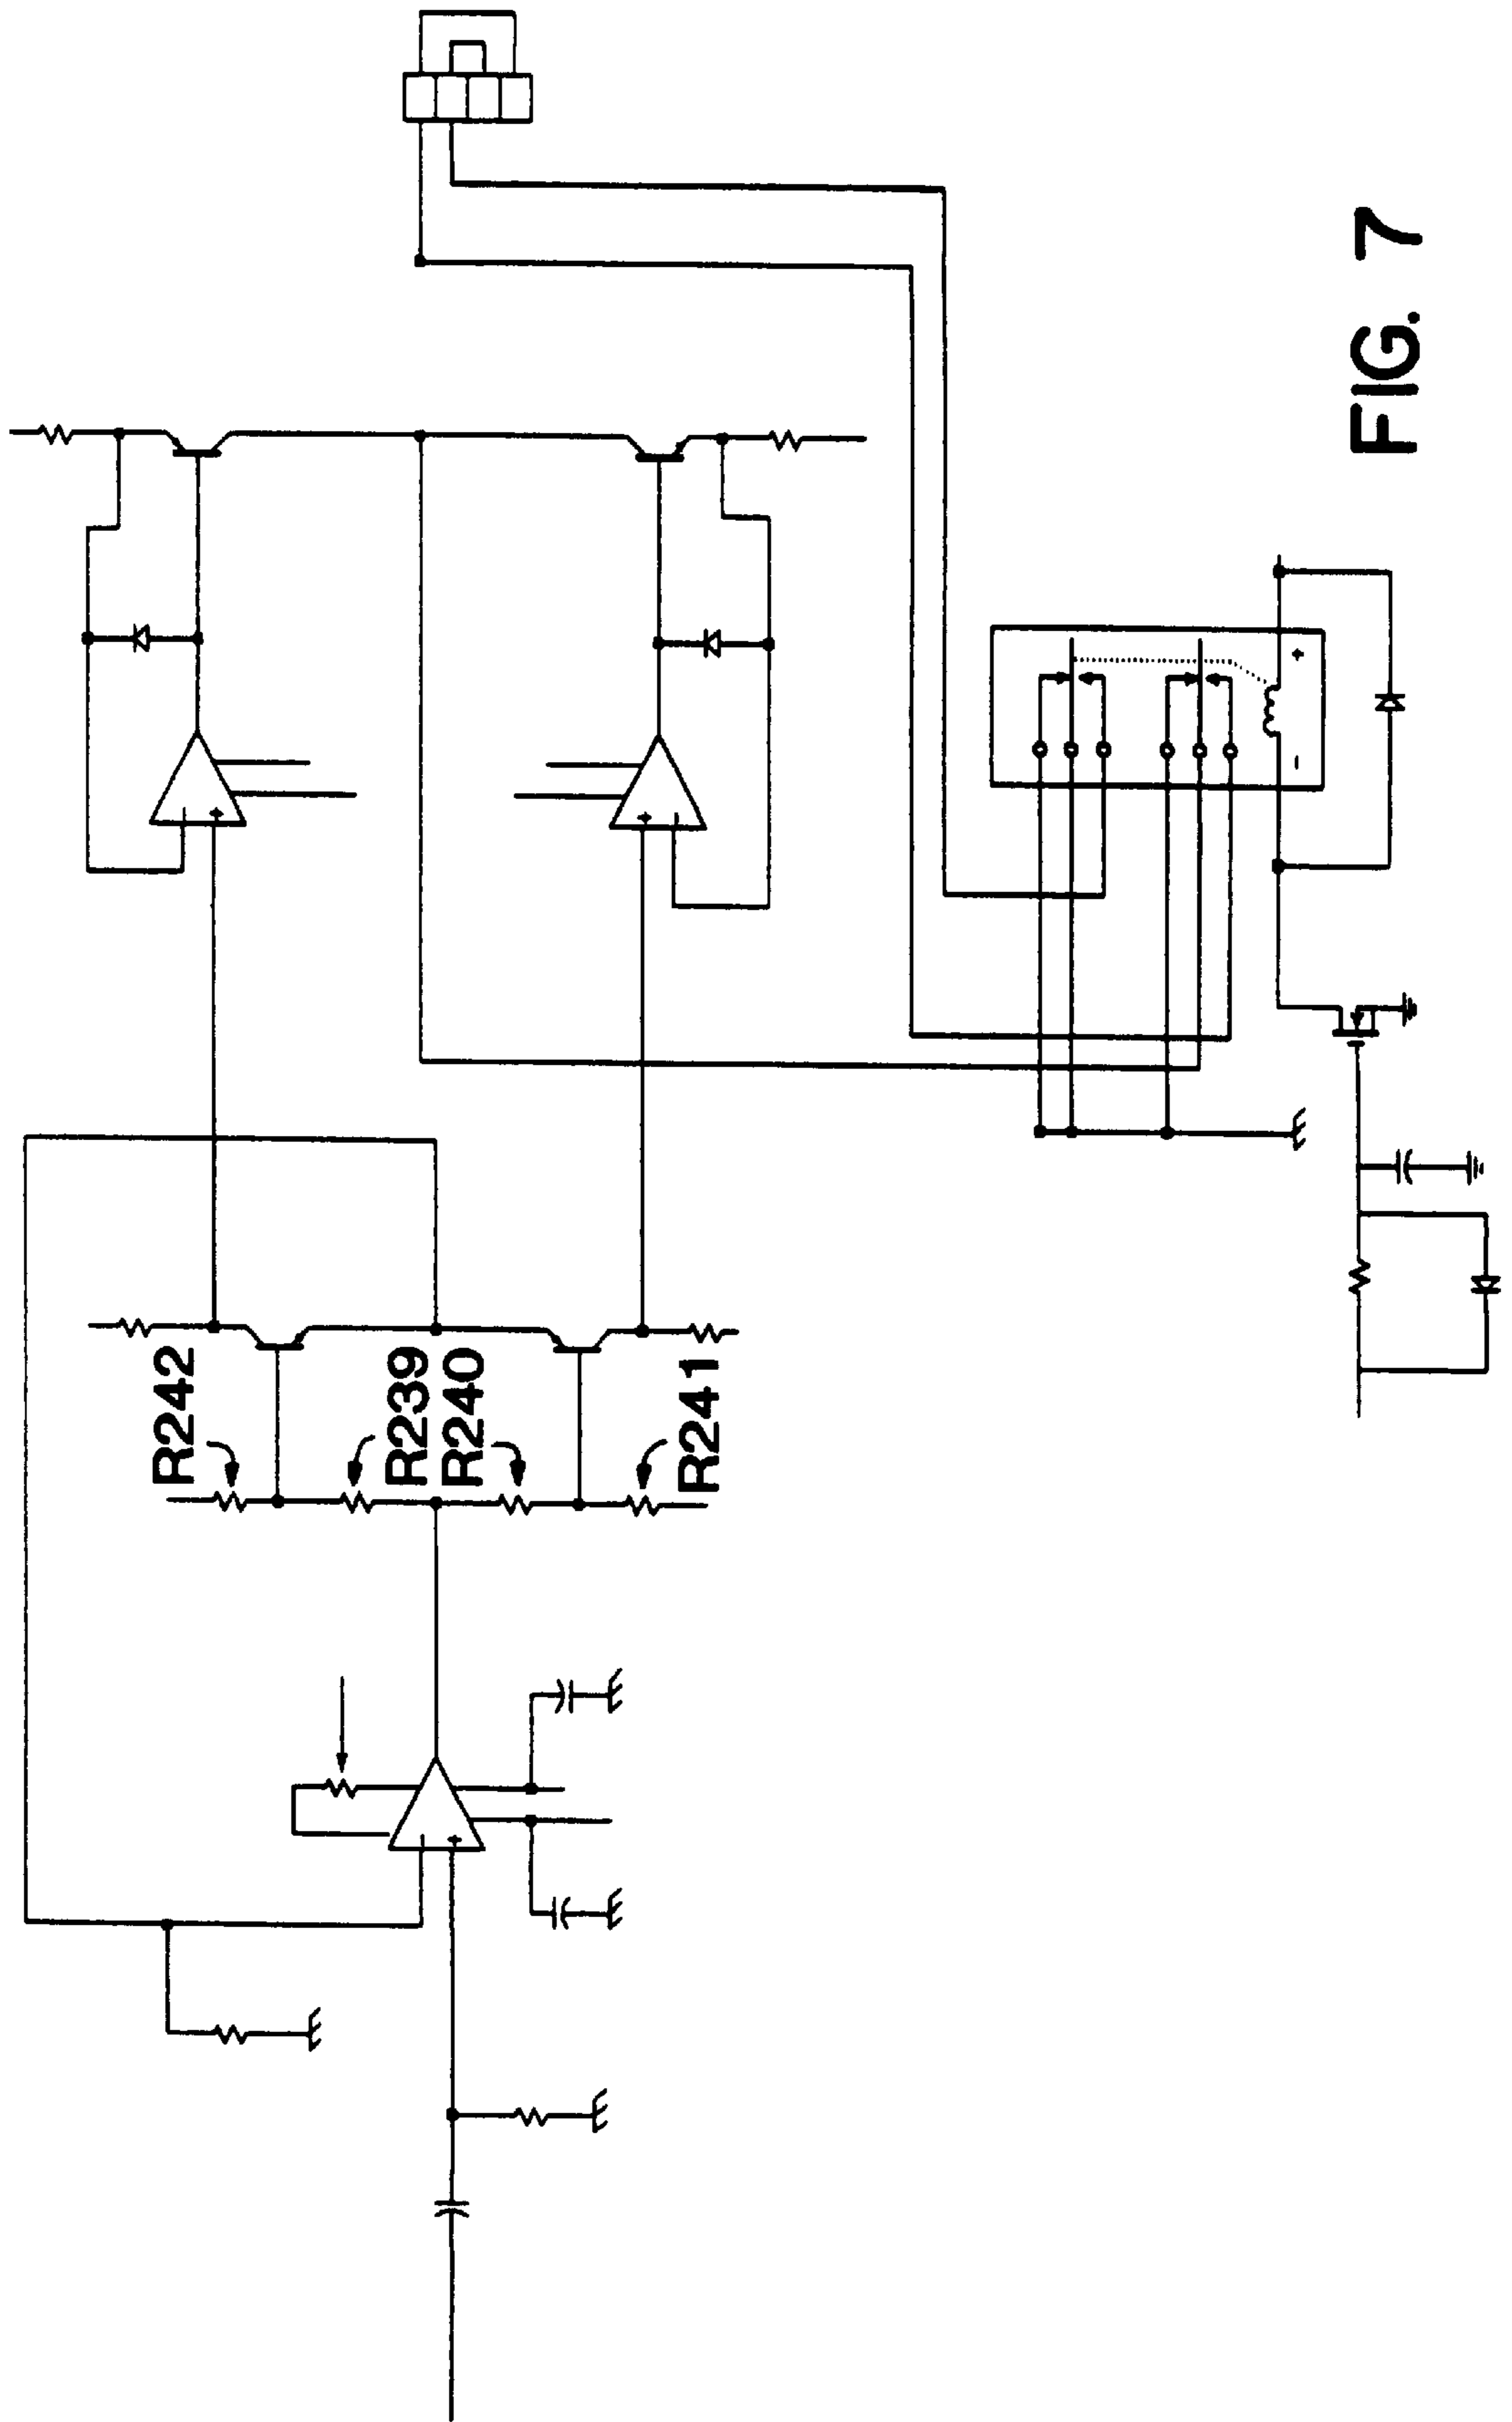 R242
R239
R240
R241
- +
- +
+ -
- +
FIG. 7